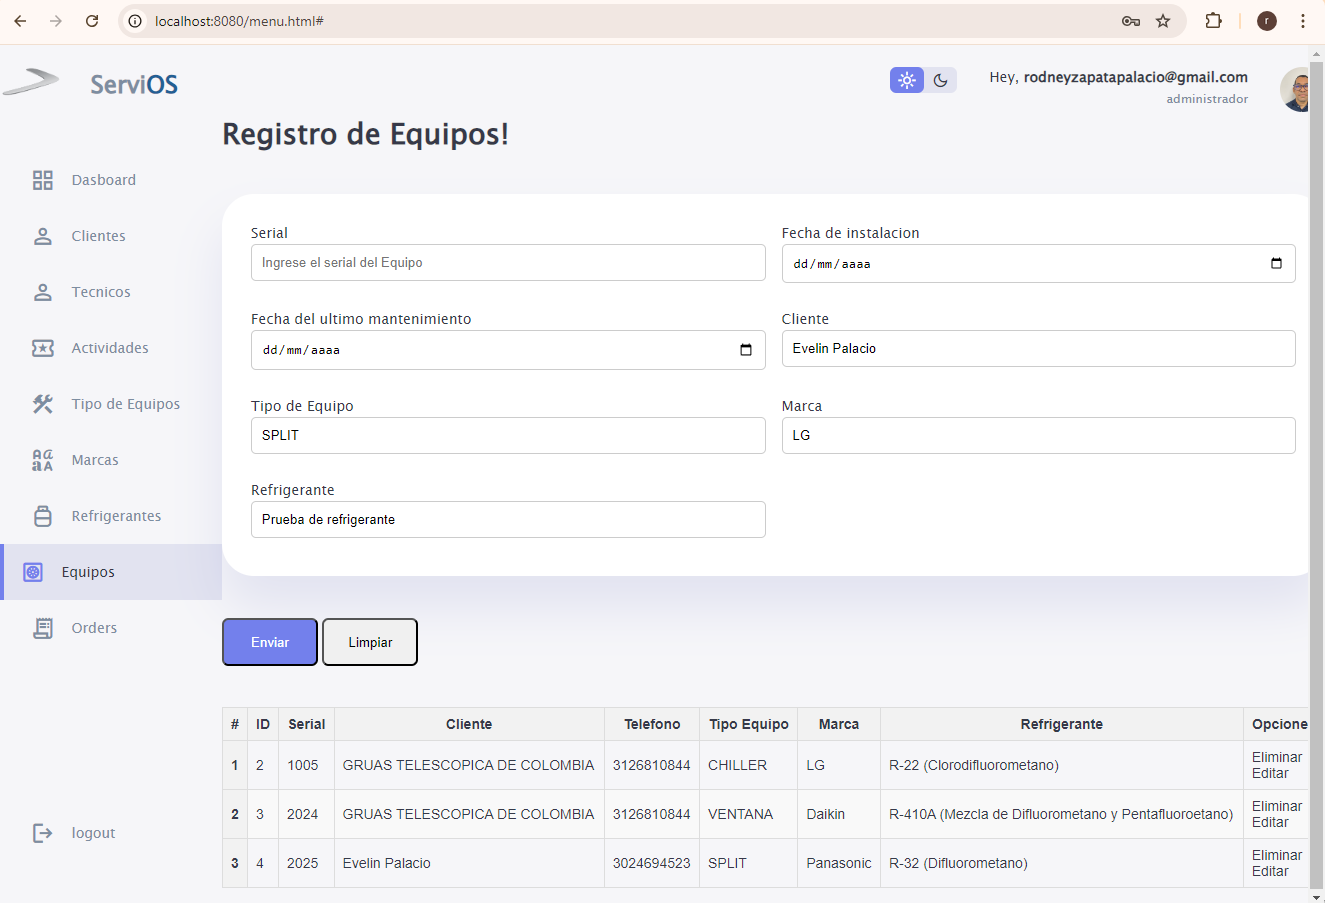 localhost:8080/menu.html#
r
ServiOS
Hey, rodneyzapatapalacio@gmail.com
administrador
Registro de Equipos!
Dasboard
Clientes
Tecnicos
Actividades
Tipo de Equipos
Marcas
Refrigerantes
Equipos
Orders
logout
Serial
Ingrese el serial del Equipo
Fecha de instalacion
dd/mm/aaaa
Fecha del ultimo mantenimiento
dd/mm/aaaa
Cliente
Evelin Palacio
Tipo de Equipo
SPLIT
Marca
LG
Refrigerante
Prueba de refrigerante
Enviar Limpiar
# ID Serial Cliente Telefono Tipo Equipo Marca Refrigerante Opcione
1 2 1005 GRUAS TELESCOPICA DE COLOMBIA 3126810844 CHILLER LG R-22 (Clorodifluorometano) Eliminar
Editar
2 3 2024 GRUAS TELESCOPICA DE COLOMBIA 3126810844 VENTANA Daikin R-410A (Mezcla de Difluorometano y Pentafluoroetano) Eliminar
Editar
3 4 2025 Evelin Palacio 3024694523 SPLIT Panasonic R-32 (Difluorometano) Eliminar
Editar